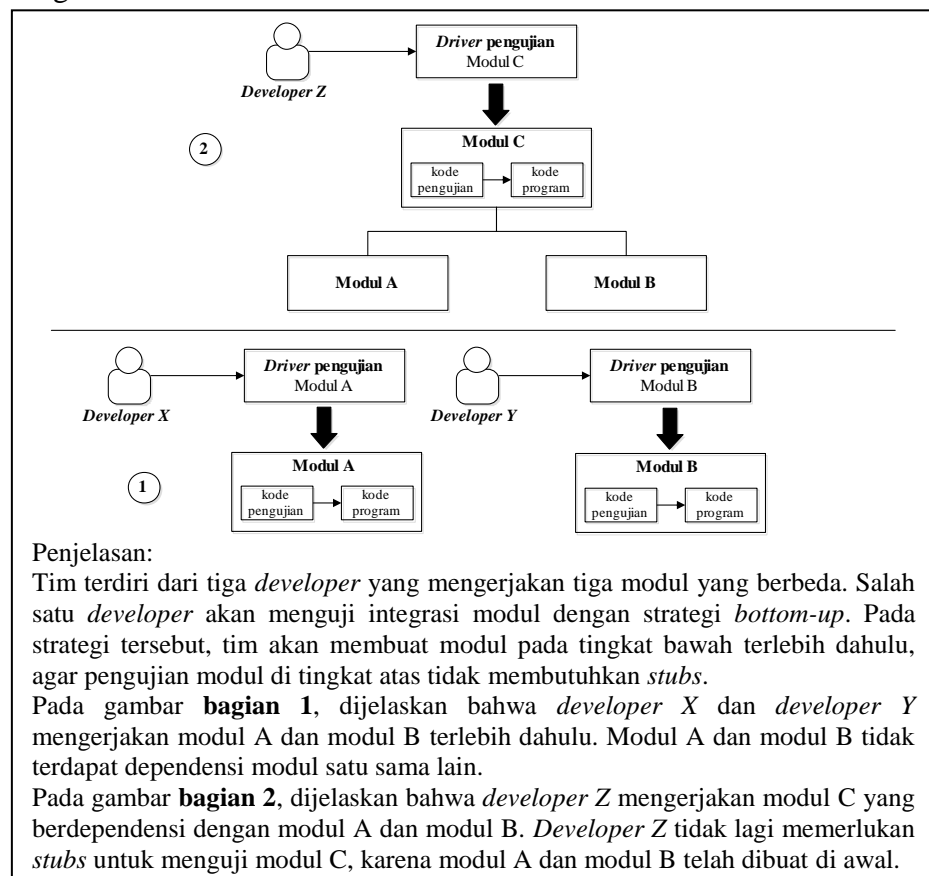 Driver pengujian
Modul C
Developer Z
2
Modul C
kode
pengujian
kode
program
Modul A
Modul B
Driver pengujian
Modul A
Developer X
Driver pengujian
Modul B
Developer Y
1
Modul A
kode
pengujian
kode
program
Modul B
kode
pengujian
kode
program
Penjelasan:
Tim terdiri dari tiga developer yang mengerjakan tiga modul yang berbeda. Salah
satu developer akan menguji integrasi modul dengan strategi bottom-up. Pada
strategi tersebut, tim akan membuat modul pada tingkat bawah terlebih dahulu,
agar pengujian modul di tingkat atas tidak membutuhkan stubs.
Pada gambar bagian 1, dijelaskan bahwa developer X dan developer Y
mengerjakan modul A dan modul B terlebih dahulu. Modul A dan modul B tidak
terdapat dependensi modul satu sama lain.
Pada gambar bagian 2, dijelaskan bahwa developer Z mengerjakan modul C yang
berdependensi dengan modul A dan modul B. Developer Z tidak lagi memerlukan
stubs untuk menguji modul C, karena modul A dan modul B telah dibuat di awal.